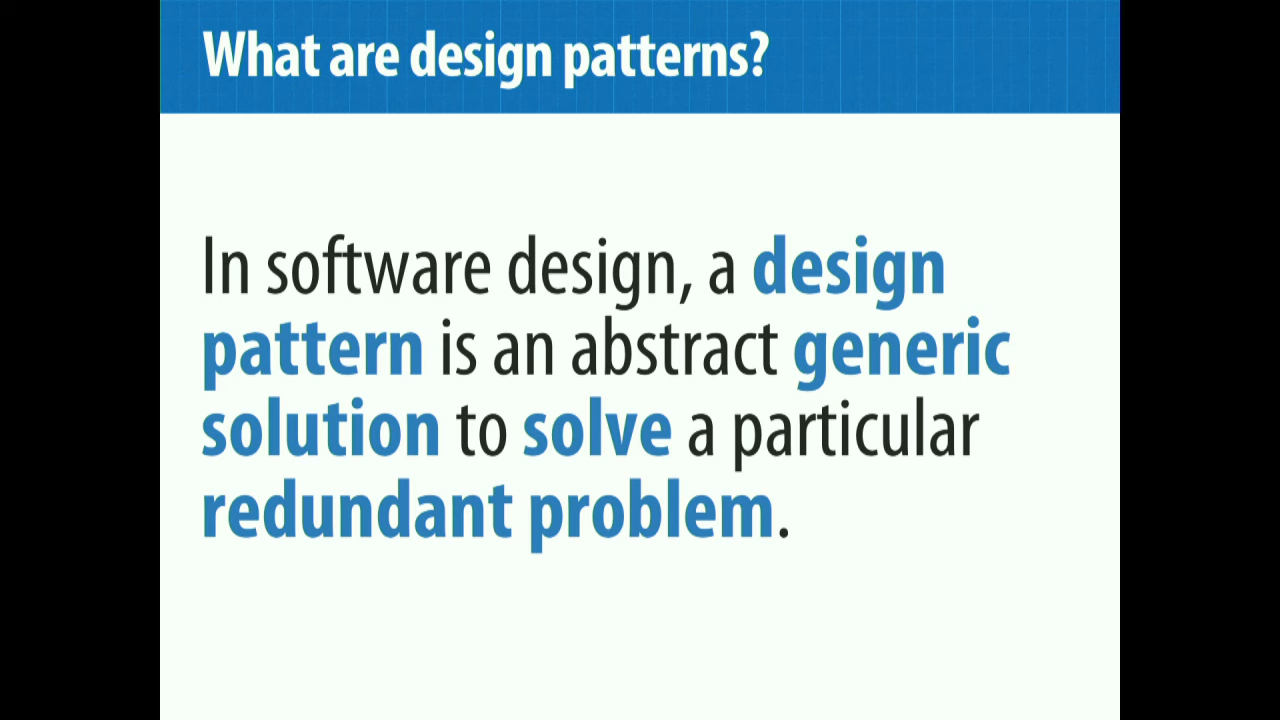 What are design patterns?
In software design, a design
pattern is an abstract generic
solution to solve a particular
redundant problem.